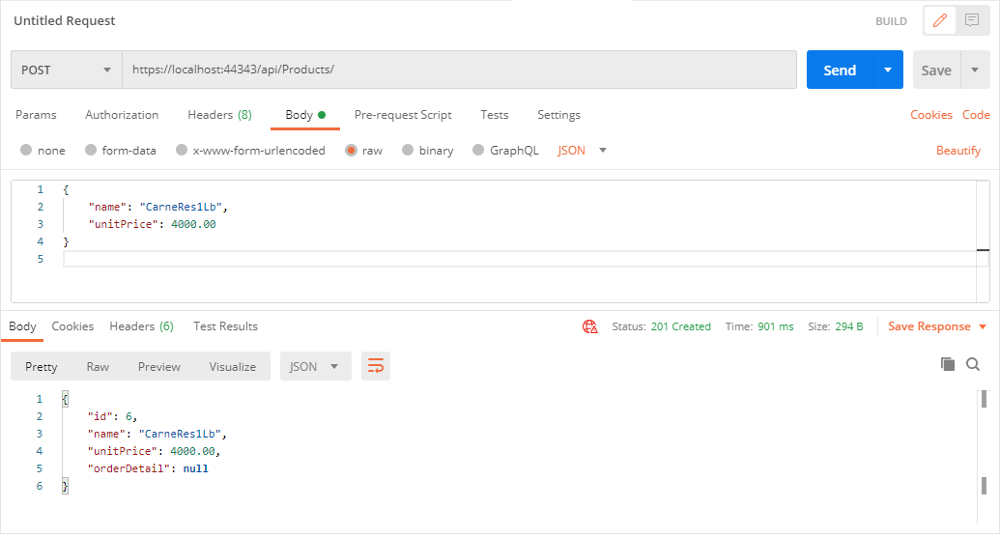 Untitled Request BUILD
POST https://localhost:44343/api/Products/ Send Save
Params Authorization Headers (8) Body Pre-request Script Tests Settings Cookies Code
none form-data x-www-form-urlencoded raw binary GraphQL JSON Beautify
1 {
2 "name": "CarneRes1Lb",
3 "unitPrice": 4000.00
4 }
5
Body Cookies Headers (6) Test Results Status: 201 Created Time: 901 ms Size: 294 B Save Response
Pretty Raw Preview Visualize JSON
1 {
2 "id": 6,
3 "name": "CarneRes1Lb",
4 "unitPrice": 4000.00,
5 "orderDetail": null
6 }